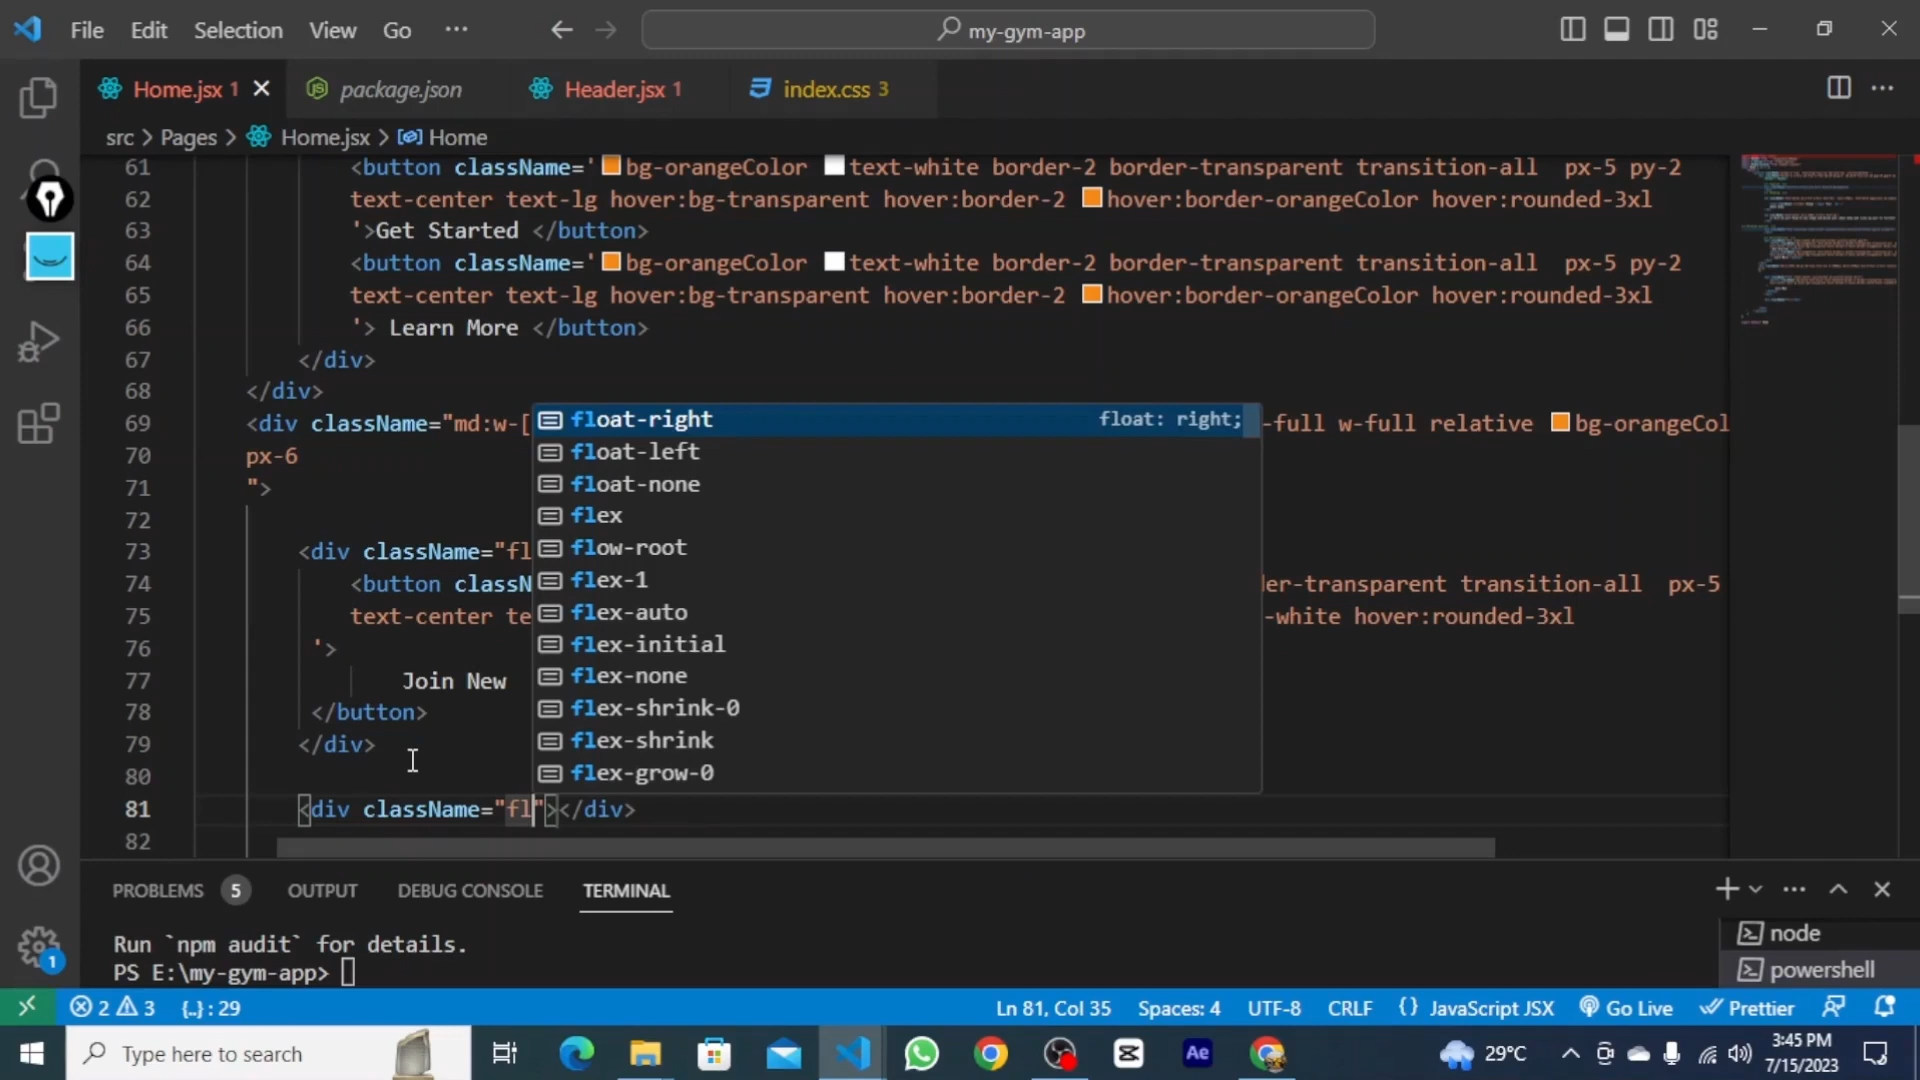 File Edit Selection View Go ··· my-gym-app
Home.jsx 1 package.json Header.jsx 1 index.css 3
src > Pages > Home.jsx > Home
61 <button className=' bg-orangeColor text-white border-2 border-transparent transition-all px-5 py-2
62 text-center text-lg hover:bg-transparent hover:border-2 hover:border-orangeColor hover:rounded-3xl
63 '>Get Started </button>
64 <button className=' bg-orangeColor text-white border-2 border-transparent transition-all px-5 py-2
65 text-center text-lg hover:bg-transparent hover:border-2 hover:border-orangeColor hover:rounded-3xl
66 '> Learn More </button>
67 </div>
68 </div>
69 <div className="md:w-[ -full w-full relative bg-orangeCol
70 px-6
71 ">
72
73 <div className="fl
74 <button classN der-transparent transition-all px-5
75 text-center te -white hover:rounded-3xl
76 '>
77 Join New
78 </button>
79 </div>
80
81 <div className="fl"></div>
82
float-right float: right;
float-left
float-none
flex
flow-root
flex-1
flex-auto
flex-initial
flex-none
flex-shrink-0
flex-shrink
flex-grow-0
PROBLEMS 5 OUTPUT DEBUG CONSOLE TERMINAL
Run `npm audit` for details.
PS E:\my-gym-app>
node
powershell
1
2 3 {..} : 29 Ln 81, Col 35 Spaces: 4 UTF-8 CRLF {} JavaScript JSX Go Live Prettier
Type here to search Ae 29°C 3:45 PM
7/15/2023